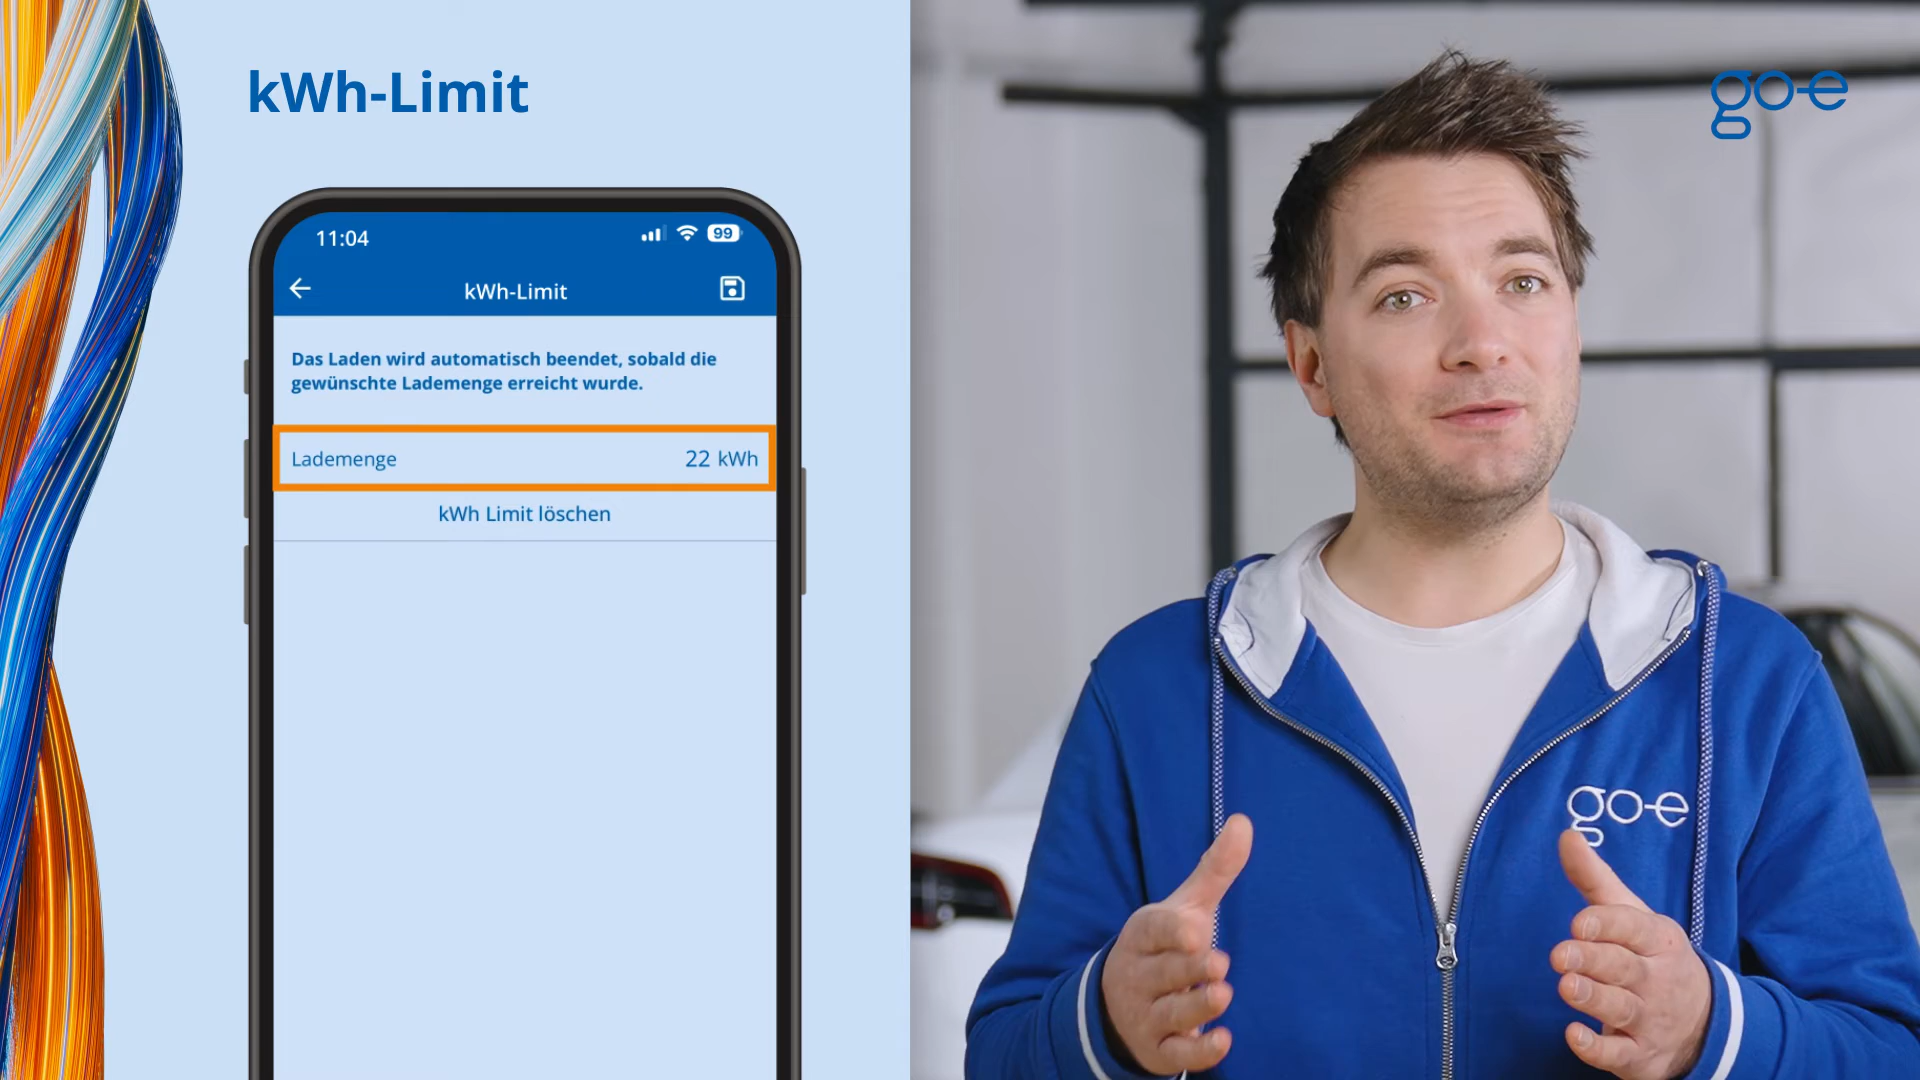 kWh-Limit
11:04
99
kWh-Limit
Das Laden wird automatisch beendet, sobald die
gewünschte Lademenge erreicht wurde.
Lademenge 22 kWh
kWh Limit löschen
go-e
go-e